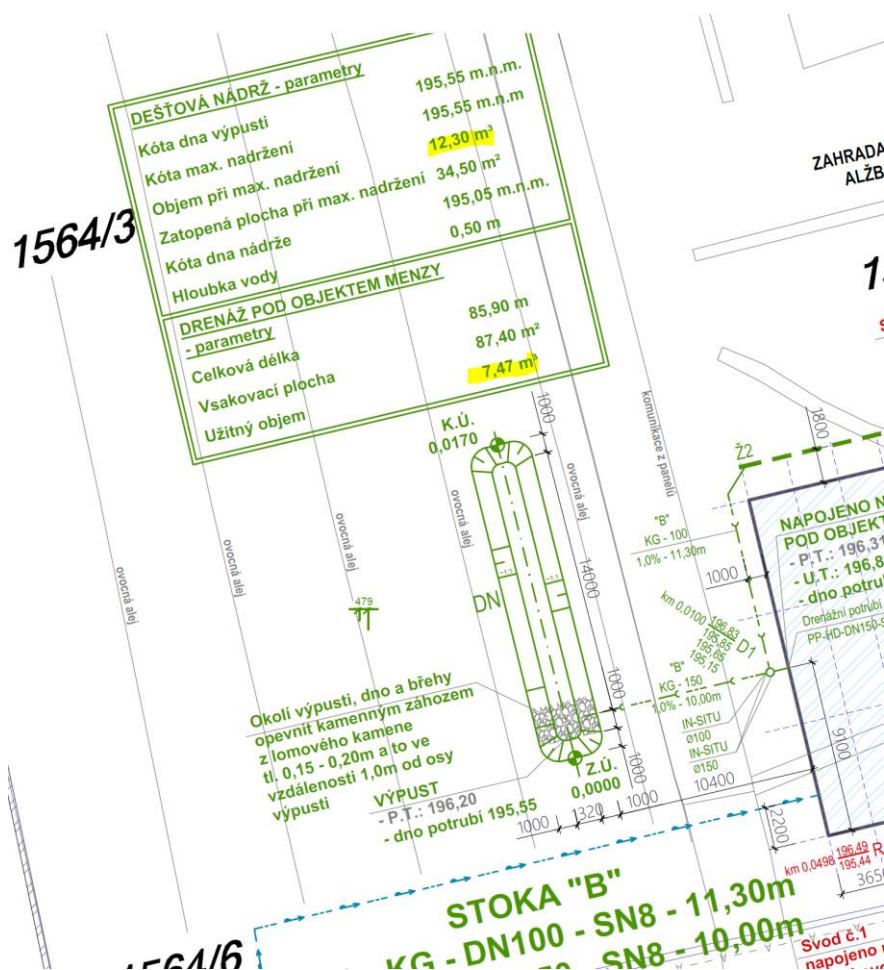 DEŠŤOVÁ NÁDRŽ - parametry
Kóta dna výpusti 195,55 m.n.m.
Kóta max. nadržení 195,55 m.n.m
Objem při max. nadržení 12,30 m³
Zatopená plocha při max. nadržení 34,50 m²
Kóta dna nádrže 195,05 m.n.m.
Hloubka vody 0,50 m
DRENÁŽ POD OBJEKTEM MENZY
- parametry
Celková délka 85,90 m
Vsakovací plocha 87,40 m²
Užitný objem 7,47 m³
1564/3
ZAHRADA
ALŽB
K.Ú.
0,0170
1000
ovocná alej
ovocná alej
ovocná alej
ovocná alej
ovocná alej
komunikace z panelů
1800
Ž2
"B"
KG - 100
1,0% - 11,30m
1000
NAPOJENO N
POD OBJEKT
- P.T.: 196,31
- U.T.: 196,8
- dno potrub
Drenážní potrubí
PP-HD-DN150-S
14000
DN
479
km 0,0100
196,83
195,85
195,65
195,15
D1
"B"
KG - 150
1,0% - 10,00m
1000
IN-SITU
ø100
IN-SITU
ø150
9100
10400
Okolí výpusti, dno a břehy
opevnit kamenným záhozem
z lomového kamene
tl. 0,15 - 0,20m a to ve
vzdálenosti 1,0m od osy
výpusti
VÝPUST
- P.T.: 196,20
- dno potrubí 195,55
Z.Ú.
0,0000
1000
1000
1320
1000
2200
km 0,0498
196,49
195,44
R
3650
STOKA "B"
KG - DN100 - SN8 - 11,30m
50 - SN8 - 10,00m
1564/6
Svod č.1
napojeno